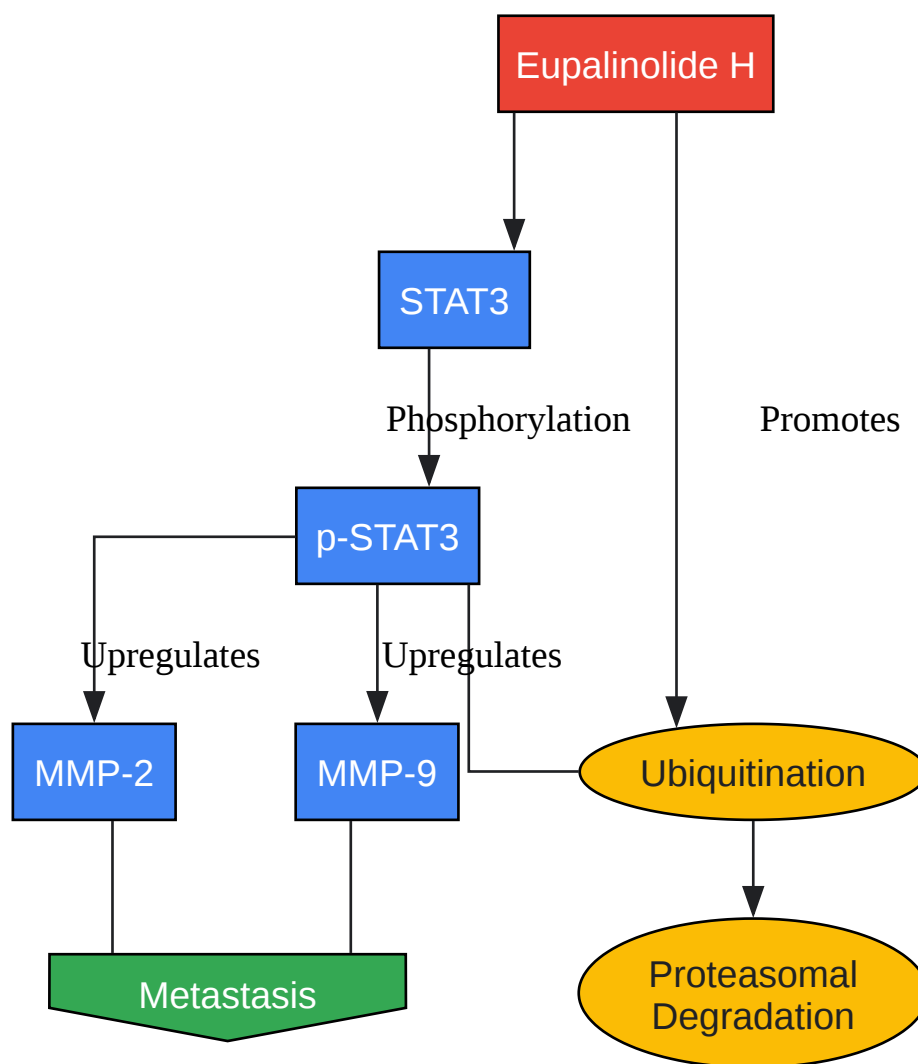 Eupalinolide H
STAT3
Phosphorylation
Promotes
p-STAT3
Upregulates
Upregulates
MMP-2
MMP-9
Ubiquitination
Metastasis
Proteasomal
Degradation